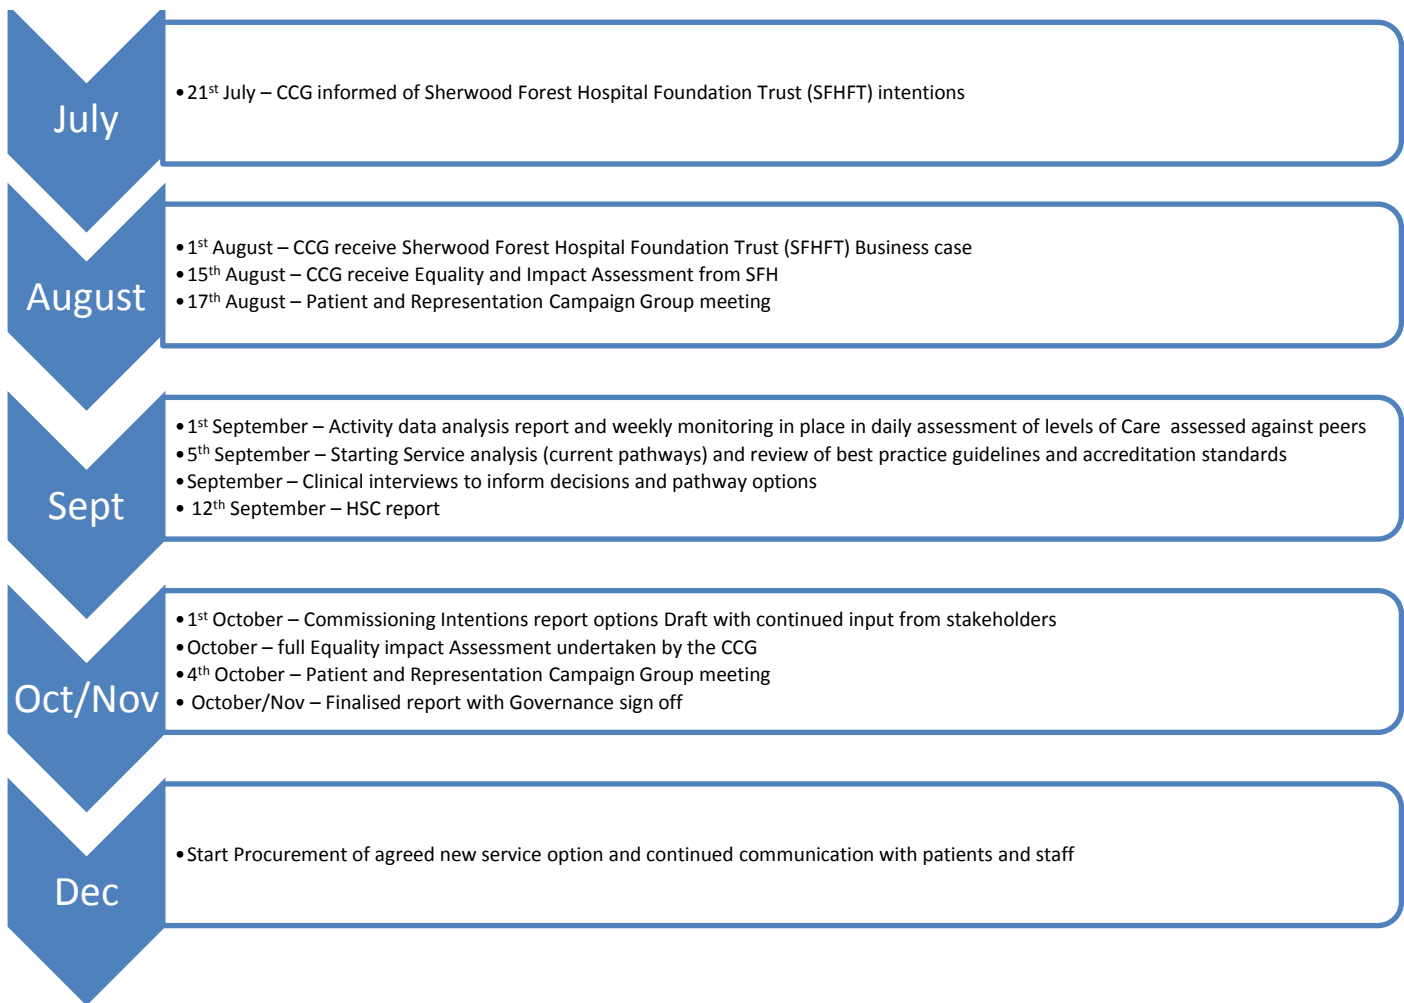 July
•21st July – CCG informed of Sherwood Forest Hospital Foundation Trust (SFHFT) intentions
August
•1st August – CCG receive Sherwood Forest Hospital Foundation Trust (SFHFT) Business case
•15th August – CCG receive Equality and Impact Assessment from SFH
•17th August – Patient and Representation Campaign Group meeting
Sept
•1st September – Activity data analysis report and weekly monitoring in place in daily assessment of levels of Care assessed against peers
•5th September – Starting Service analysis (current pathways) and review of best practice guidelines and accreditation standards
•September – Clinical interviews to inform decisions and pathway options
• 12th September – HSC report
Oct/Nov
•1st October – Commissioning Intentions report options Draft with continued input from stakeholders
•October – full Equality impact Assessment undertaken by the CCG
•4th October – Patient and Representation Campaign Group meeting
• October/Nov – Finalised report with Governance sign off
Dec
•Start Procurement of agreed new service option and continued communication with patients and staff